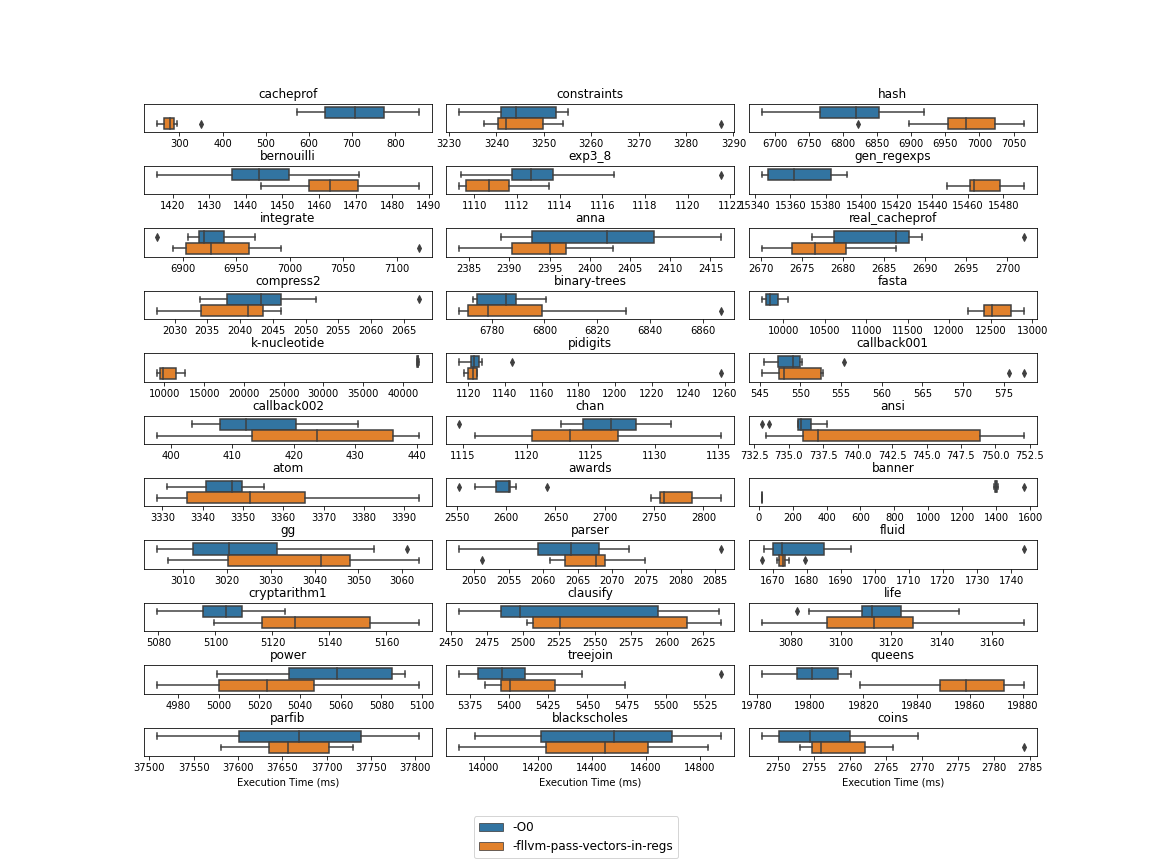 cacheprof constraints hash
300 400 500 600 700 800 3230 3240 3250 3260 3270 3280 3290 6700 6750 6800 6850 6900 6950 7000 7050
bernouilli exp3_8 gen_regexps
1420 1430 1440 1450 1460 1470 1480 1490 1110 1112 1114 1116 1118 1120 1122 15340 15360 15380 15400 15420 15440 15460 15480
integrate anna real_cacheprof
6900 6950 7000 7050 7100 2385 2390 2395 2400 2405 2410 2415 2670 2675 2680 2685 2690 2695 2700
compress2 binary-trees fasta
2030 2035 2040 2045 2050 2055 2060 2065 6780 6800 6820 6840 6860 10000 10500 11000 11500 12000 12500 13000
k-nucleotide pidigits callback001
10000 15000 20000 25000 30000 35000 40000 1120 1140 1160 1180 1200 1220 1240 1260 545 550 555 560 565 570 575
callback002 chan ansi
400 410 420 430 440 1115 1120 1125 1130 1135 732.5 735.0 737.5 740.0 742.5 745.0 747.5 750.0 752.5
atom awards banner
3330 3340 3350 3360 3370 3380 3390 2550 2600 2650 2700 2750 2800 0 200 400 600 800 1000 1200 1400 1600
gg parser fluid
3010 3020 3030 3040 3050 3060 2050 2055 2060 2065 2070 2075 2080 2085 1670 1680 1690 1700 1710 1720 1730 1740
cryptarithm1 clausify life
5080 5100 5120 5140 5160 2450 2475 2500 2525 2550 2575 2600 2625 3080 3100 3120 3140 3160
power treejoin queens
4980 5000 5020 5040 5060 5080 5100 5375 5400 5425 5450 5475 5500 5525 19780 19800 19820 19840 19860 19880
parfib blackscholes coins
37500 37550 37600 37650 37700 37750 37800 14000 14200 14400 14600 14800 2750 2755 2760 2765 2770 2775 2780 2785
Execution Time (ms) Execution Time (ms) Execution Time (ms)
-O0
-fllvm-pass-vectors-in-regs